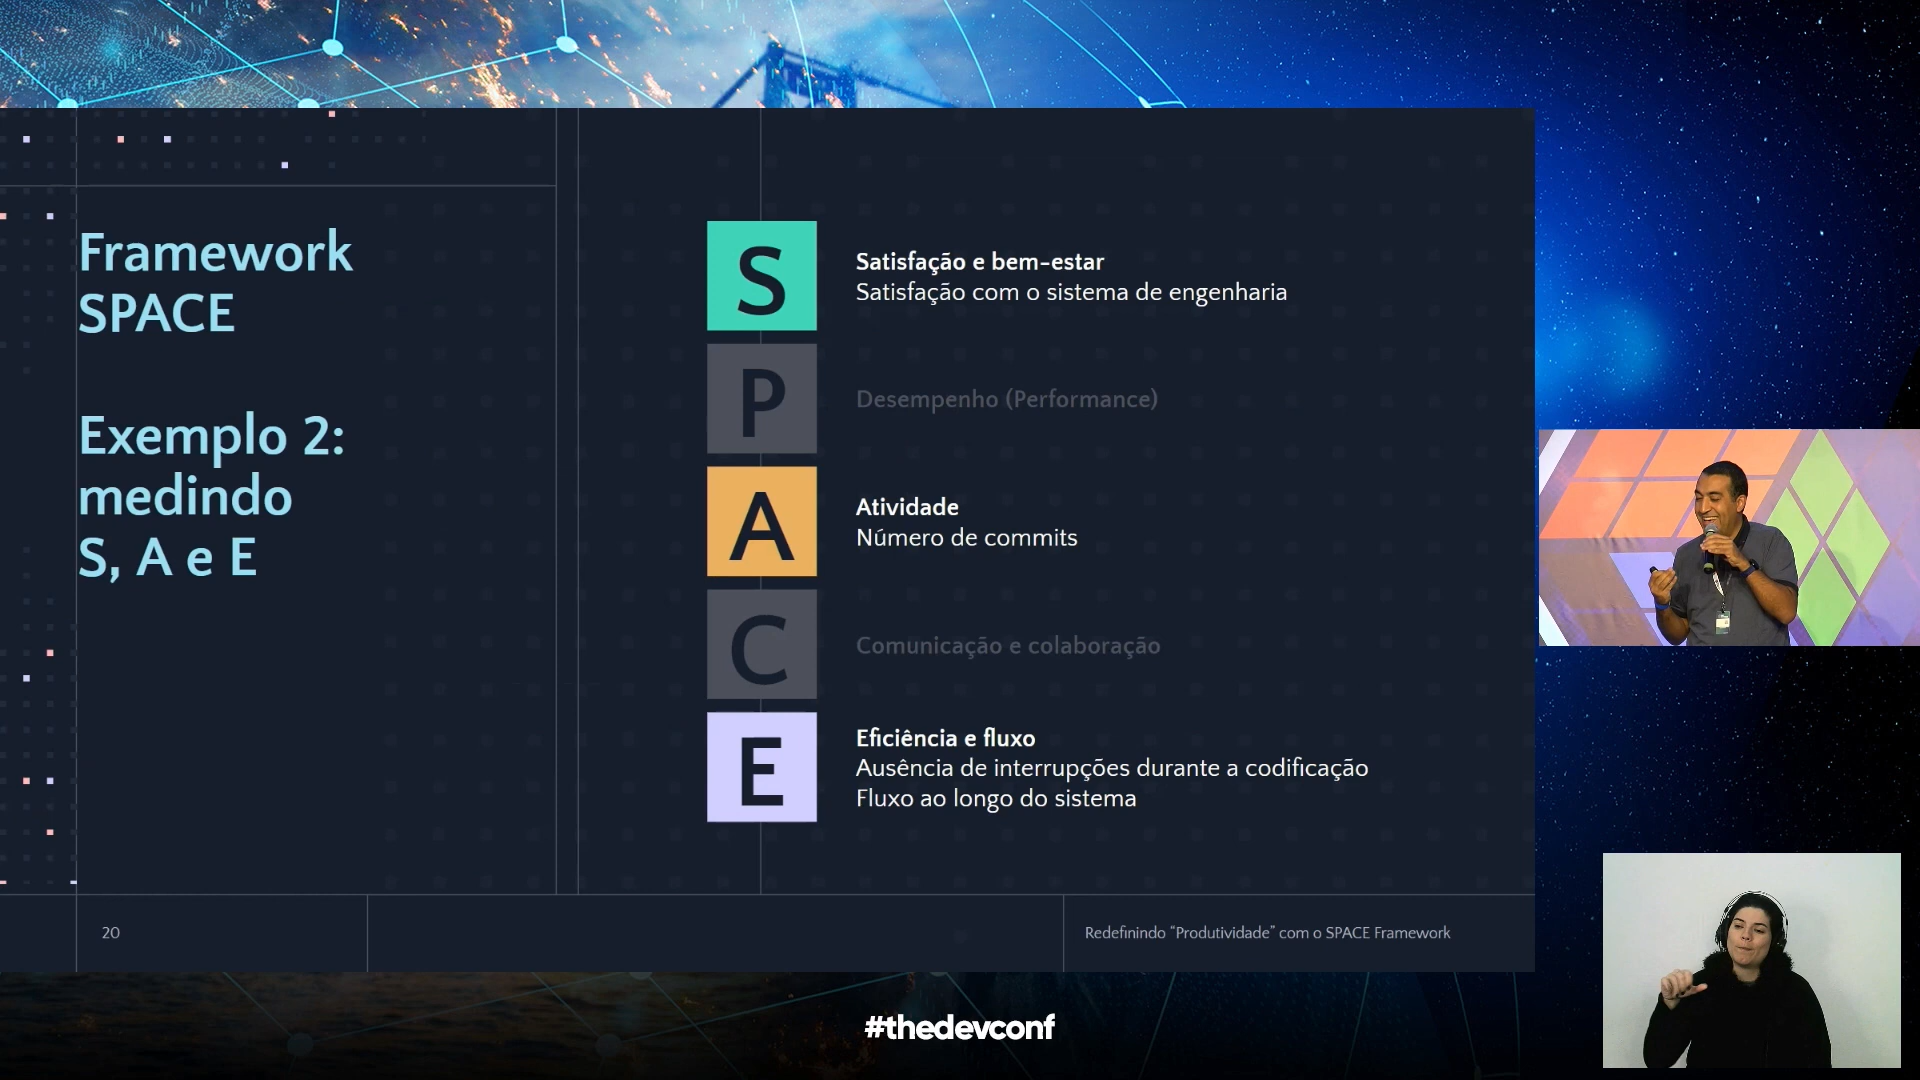 Framework
SPACE
Exemplo 2:
medindo
S, A e E
S
Satisfação e bem-estar
Satisfação com o sistema de engenharia
P
Desempenho (Performance)
A
Atividade
Número de commits
C
Comunicação e colaboração
E
Eficiência e fluxo
Ausência de interrupções durante a codificação
Fluxo ao longo do sistema
20
Redefinindo “Produtividade” com o SPACE Framework
#thedevconf